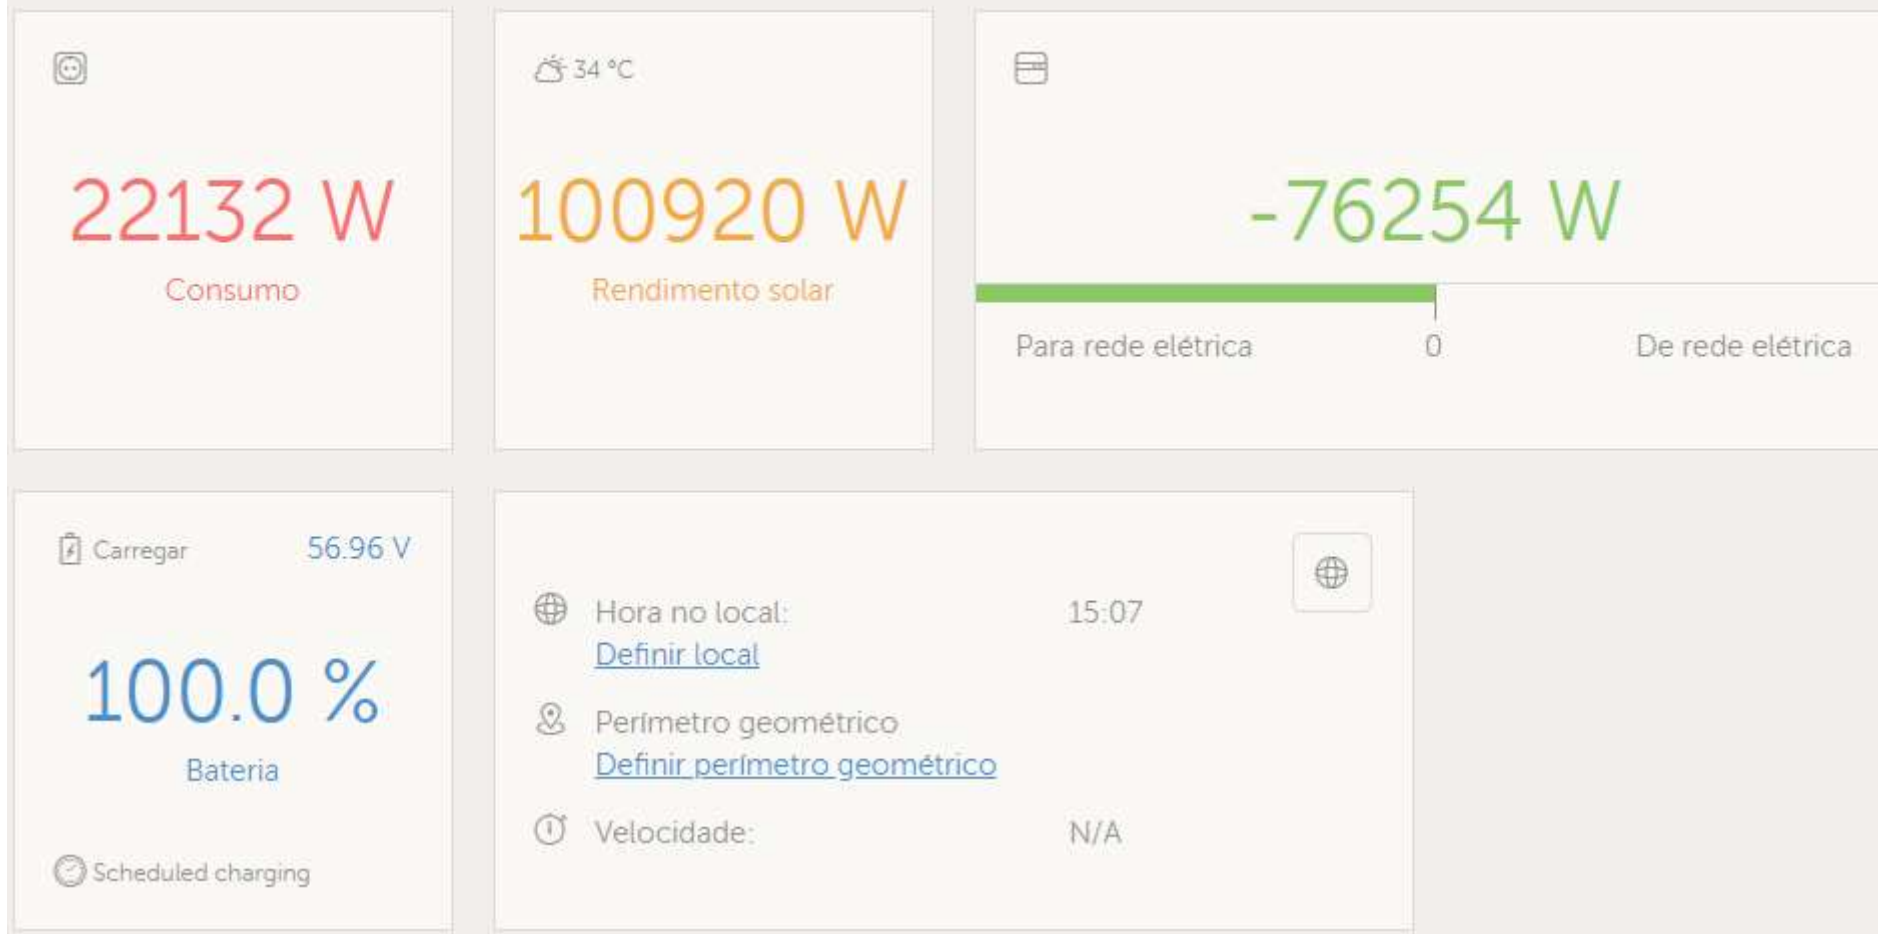 34 °C
22132 W
Consumo
100920 W
Rendimento solar
-76254 W
Para rede elétrica
0
De rede elétrica
Carregar
56.96 V
100.0 %
Bateria
Scheduled charging
Hora no local:
15:07
Definir local
Perímetro geométrico
Definir perímetro geométrico
Velocidade:
N/A